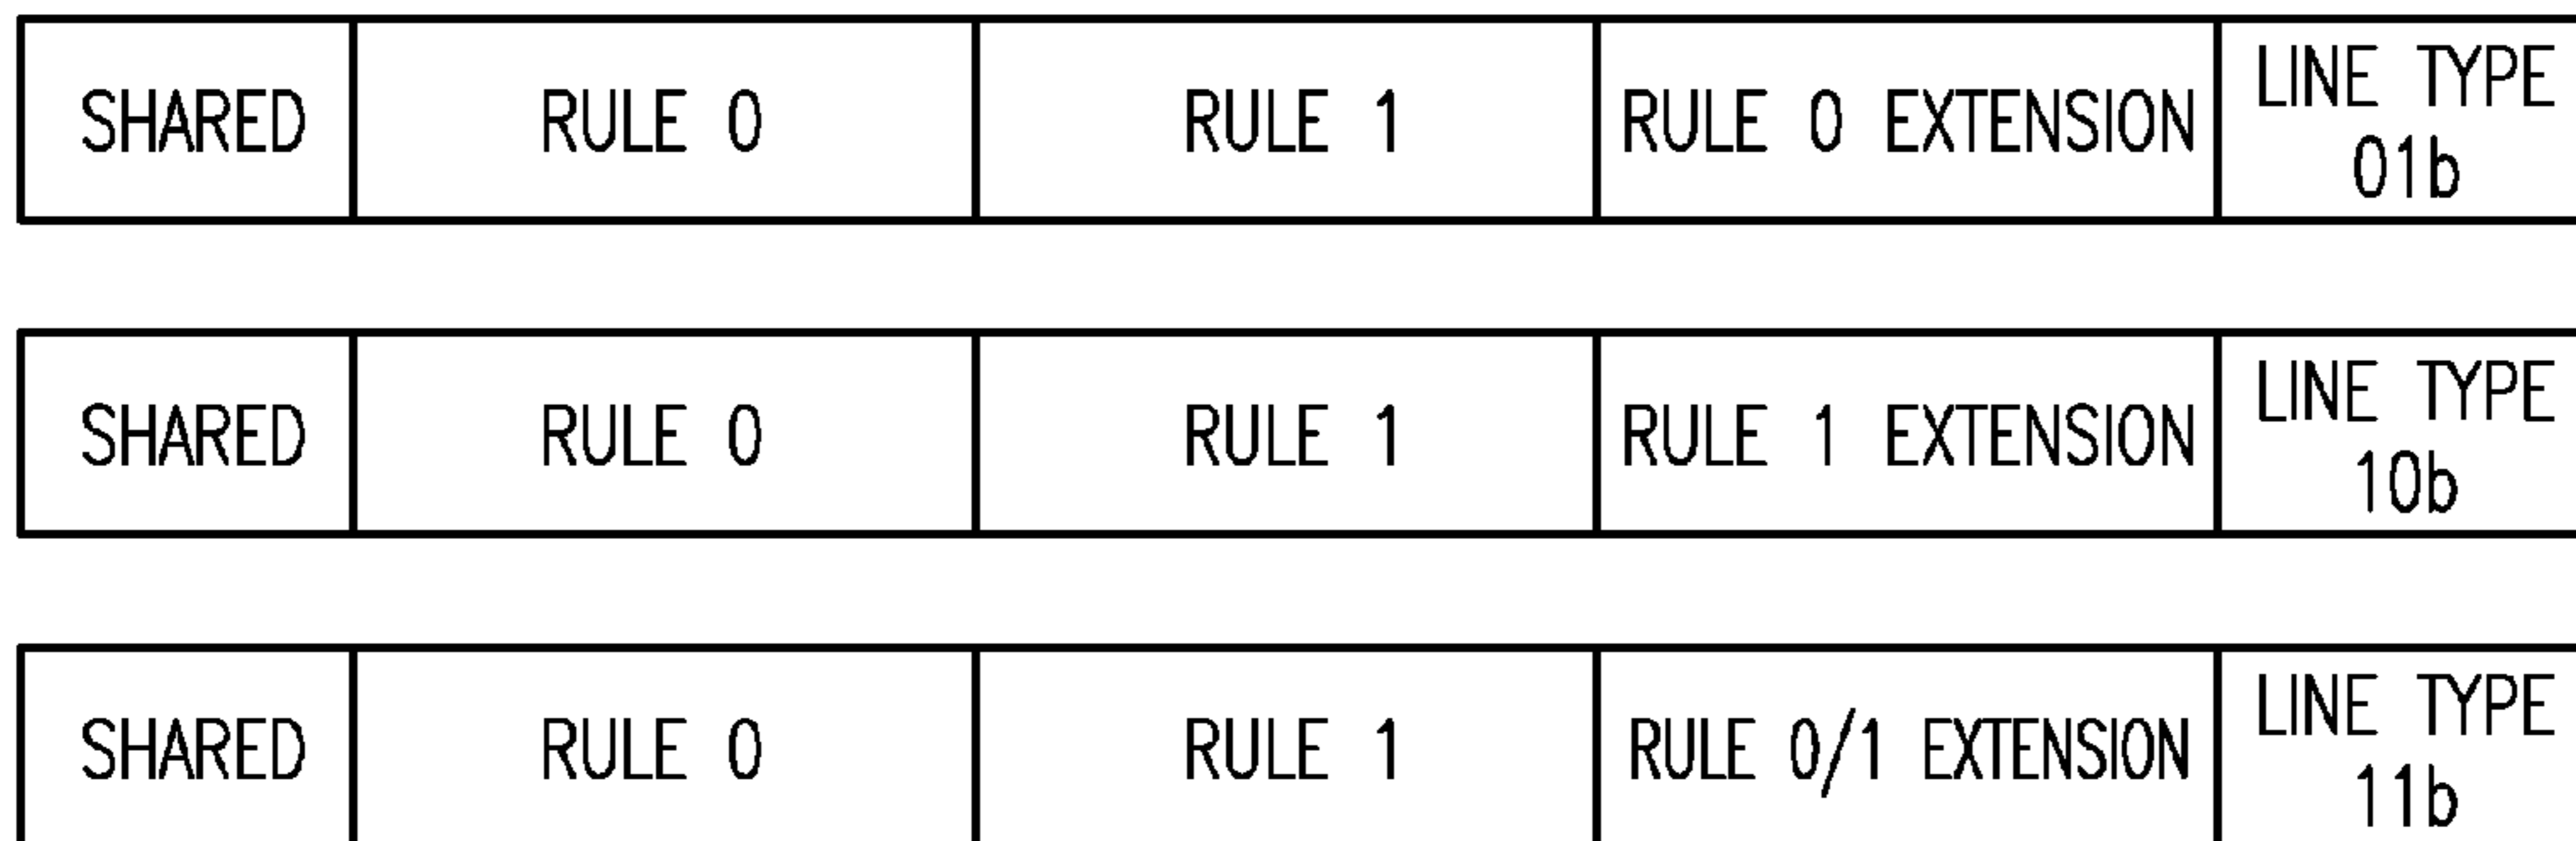 SHARED RULE 0 RULE 1 RULE 0 EXTENSION LINE TYPE
01b
SHARED RULE 0 RULE 1 RULE 1 EXTENSION LINE TYPE
10b
SHARED RULE 0 RULE 1 RULE 0/1 EXTENSION LINE TYPE
11b